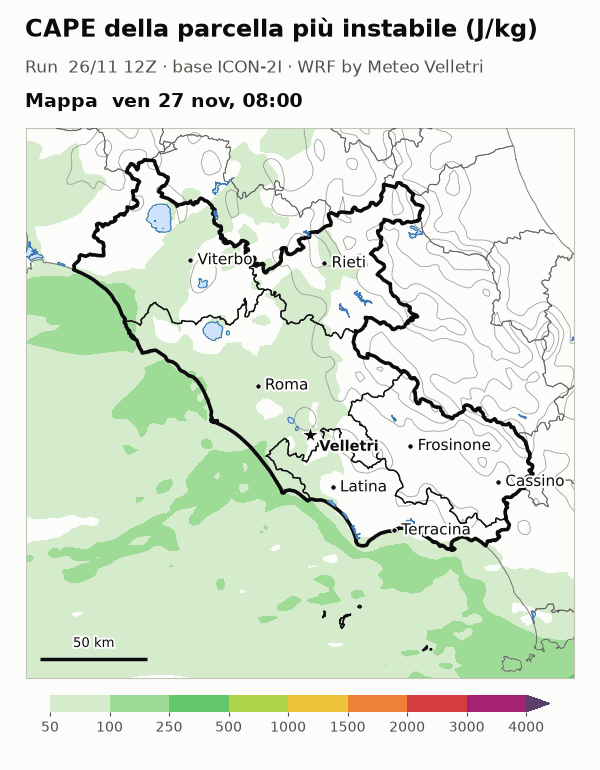 CAPE della parcella più instabile (J/kg)
Run  26/11 12Z · base ICON-2I · WRF by Meteo Velletri
Mappa  ven 27 nov, 08:00
Viterbo
Rieti
Roma
Velletri
Frosinone
Cassino
Latina
Terracina
50 km
50 100 250 500 1000 1500 2000 3000 4000